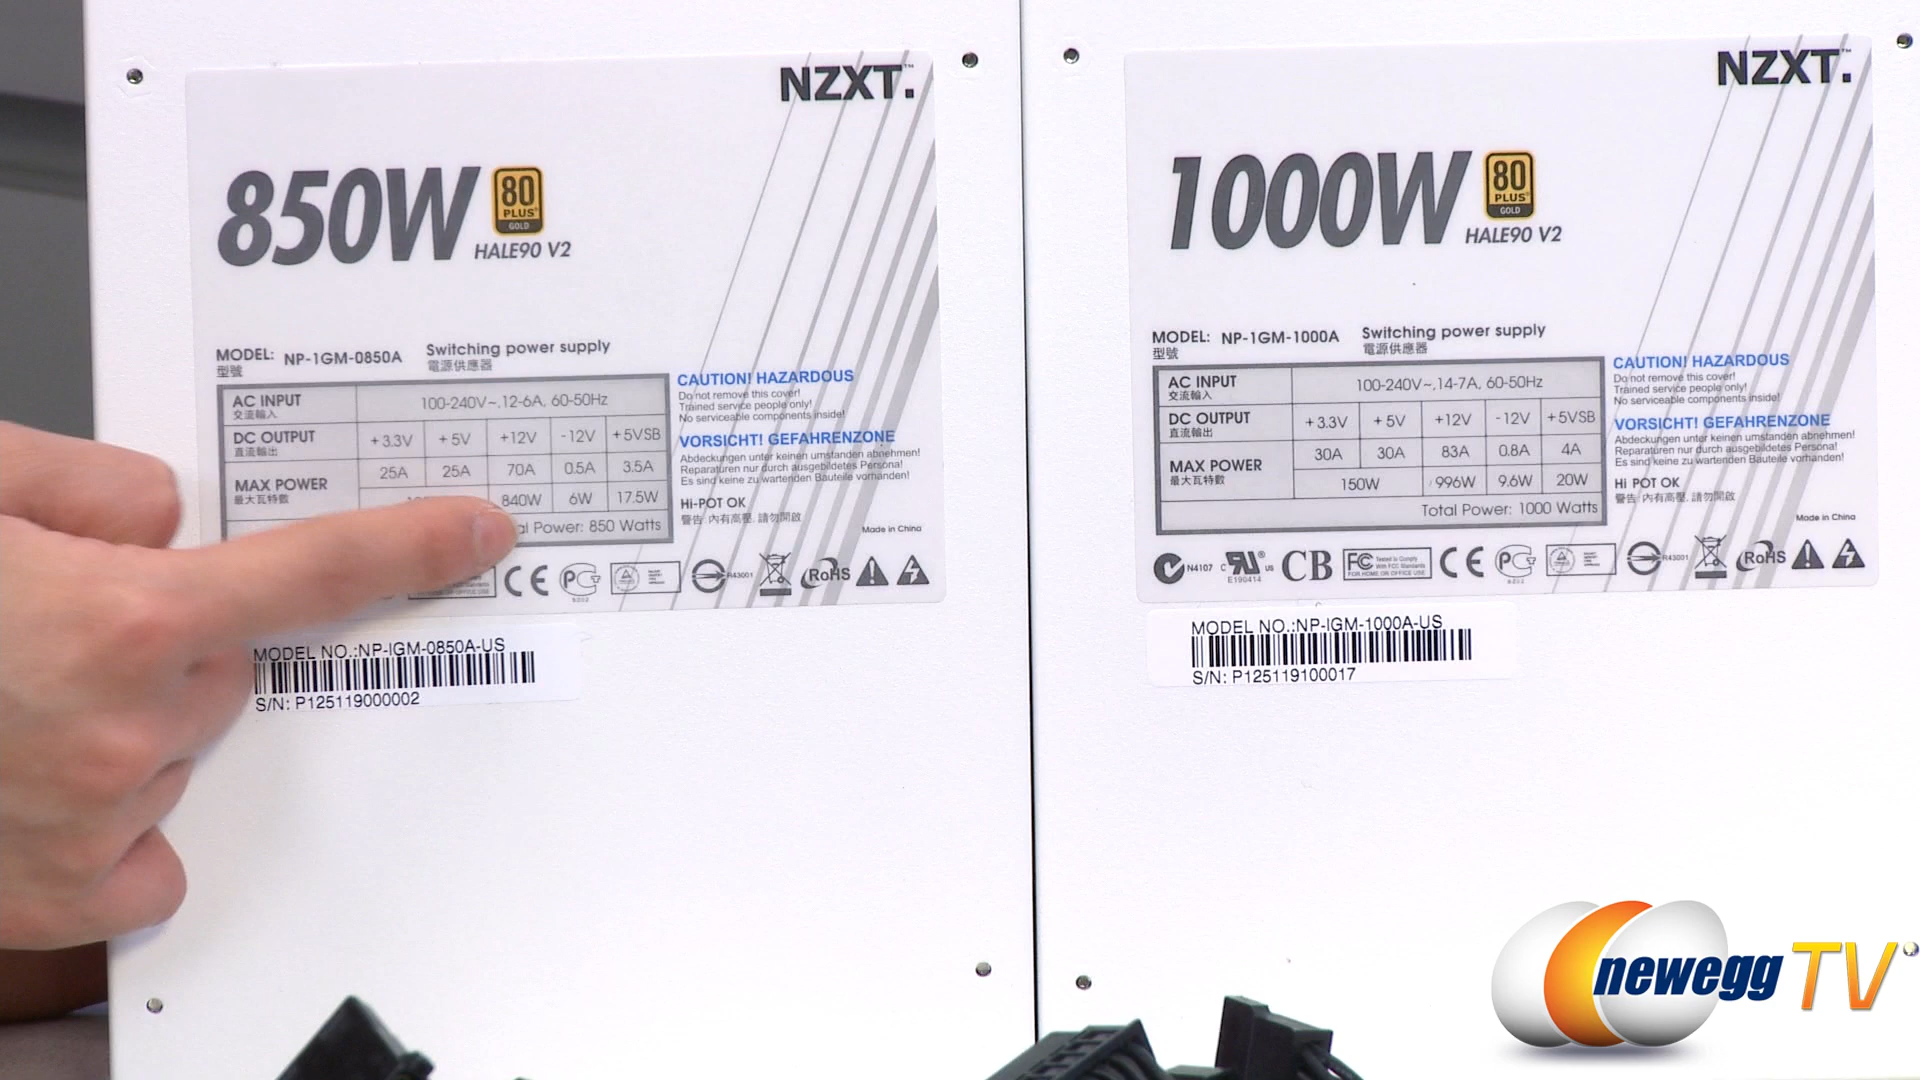 NZXT.™
850W
80
PLUS®
GOLD
HALE90 V2
MODEL: NP-1GM-0850A Switching power supply
型號 電源供應器
AC INPUT 100-240V~,12-6A, 60-50Hz
交流輸入
DC OUTPUT +3.3V +5V +12V -12V +5VSB
直流輸出
25A 25A 70A 0.5A 3.5A
MAX POWER
最大瓦特數
840W 6W 17.5W
Power: 850 Watts
CAUTION! HAZARDOUS
Do not remove this cover!
Trained service people only!
No serviceable components inside!
VORSICHT! GEFAHRENZONE
Abdeckungen unter keinen umstanden abnehmen!
Reparaturen nur durch ausgebildetes Personal
Es sind keine zu wartenden Bauteile vorhanden!
Hi-POT OK
警告: 內有高壓, 請勿開啟
Made in China
CE R43001 RoHS
MODEL NO.:NP-IGM-0850A-US
S/N: P125119000002
NZXT.™
1000W
80
PLUS®
GOLD
HALE90 V2
MODEL: NP-1GM-1000A Switching power supply
型號 電源供應器
AC INPUT 100-240V~,14-7A, 60-50Hz
交流輸入
DC OUTPUT +3.3V +5V +12V -12V +5VSB
直流輸出
30A 30A 83A 0.8A 4A
MAX POWER
最大瓦特數
150W 996W 9.6W 20W
Total Power: 1000 Watts
CAUTION! HAZARDOUS
Do not remove this cover!
Trained service people only!
No serviceable components inside!
VORSICHT! GEFAHRENZONE
Abdeckungen unter keinen umstanden abnehmen!
Reparaturen nur durch ausgebildetes Personal
Es sind keine zu wartenden Bauteile vorhanden!
Hi POT OK
警告: 內有高壓, 請勿開啟
Made in China
N4107 C UR® US CB FC Tested to Comply With FCC Standards CE R43001 RoHS
E190414 FOR HOME OR OFFICE USE
MODEL NO.:NP-IGM-1000A-US
S/N: P125119100017
newegg TV